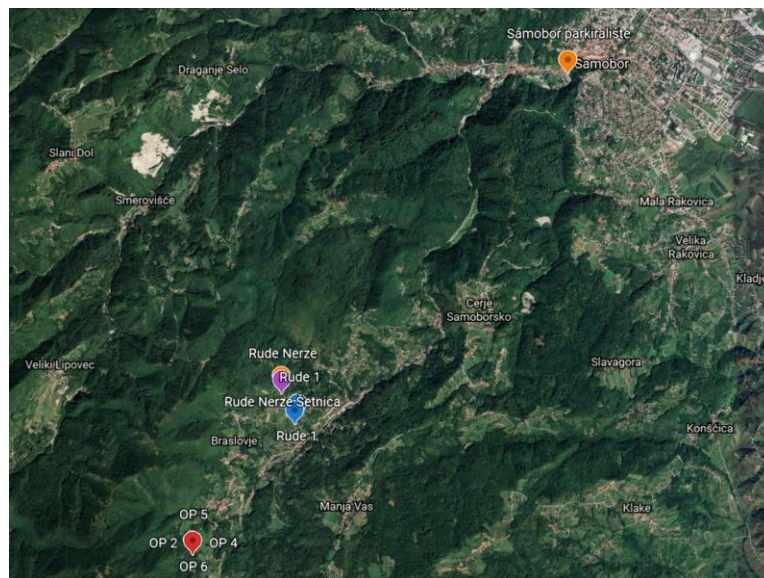 Samoborska
Samobor parkiralište
Samobor
Draganje Selo
Slani Dol
Smerovišće
Mala Rakovica
Velika
Rakovica
Kladje
Cerje
Samoborsko
Rude Nerze
Veliki Lipovec
Rude 1
Slavagora
Rude Nerze Šetnica
Rude 1
Braslovje
Konšćica
Manja Vas
Klake
OP 5
OP 2
OP 4
OP 6